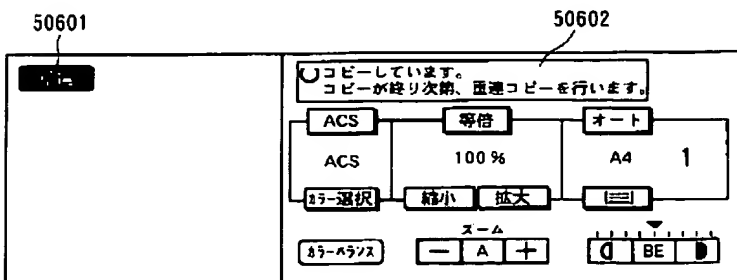 50601
50602
コピーしています。
コピーが終り次第、重連コピーを行います。
ACS 等倍 オート
ACS 100% A4 1
カラー選択 縮小 拡大
ズーム
カラーバランス − A + BE